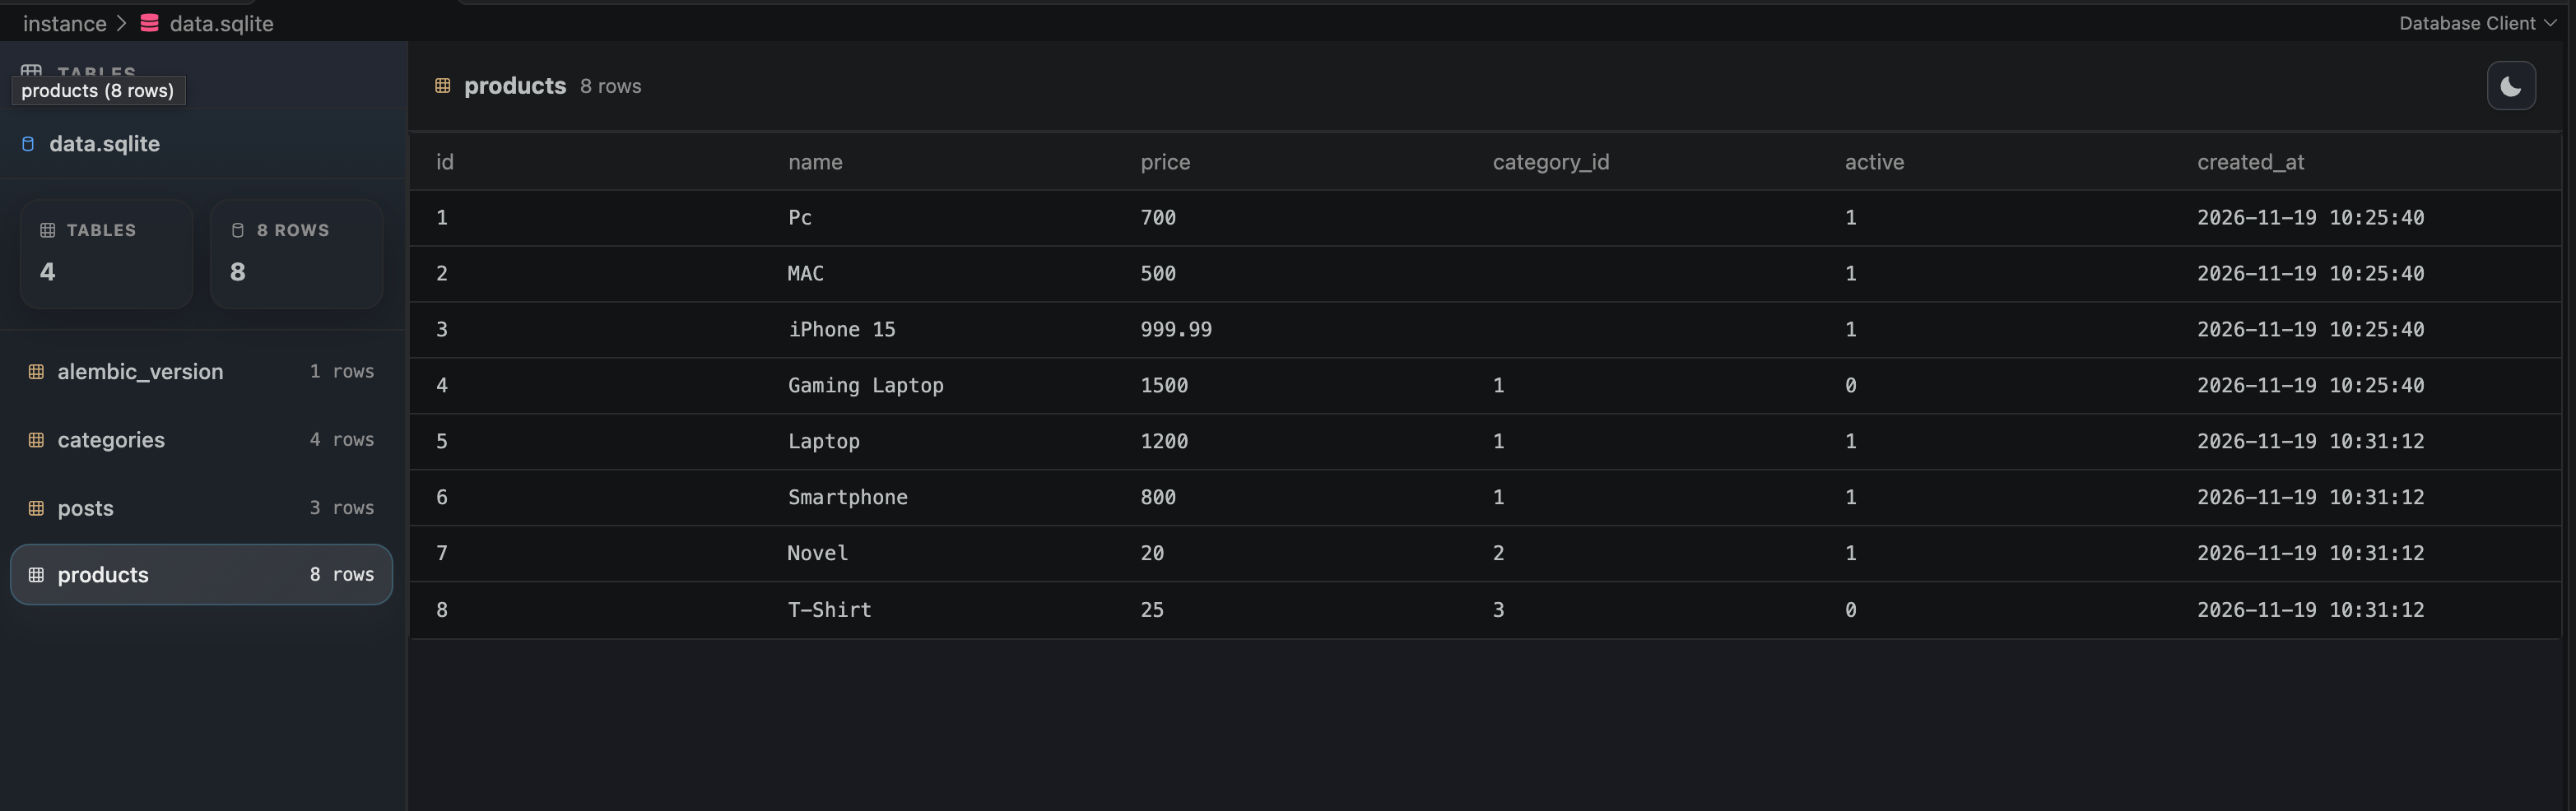 instance > data.sqlite
Database Client
TABLES
products (8 rows)
data.sqlite
TABLES
4
8 ROWS
8
alembic_version 1 rows
categories 4 rows
posts 3 rows
products 8 rows
products 8 rows
id name price category_id active created_at
1 Pc 700 1 2026-11-19 10:25:40
2 MAC 500 1 2026-11-19 10:25:40
3 iPhone 15 999.99 1 2026-11-19 10:25:40
4 Gaming Laptop 1500 1 0 2026-11-19 10:25:40
5 Laptop 1200 1 1 2026-11-19 10:31:12
6 Smartphone 800 1 1 2026-11-19 10:31:12
7 Novel 20 2 1 2026-11-19 10:31:12
8 T-Shirt 25 3 0 2026-11-19 10:31:12